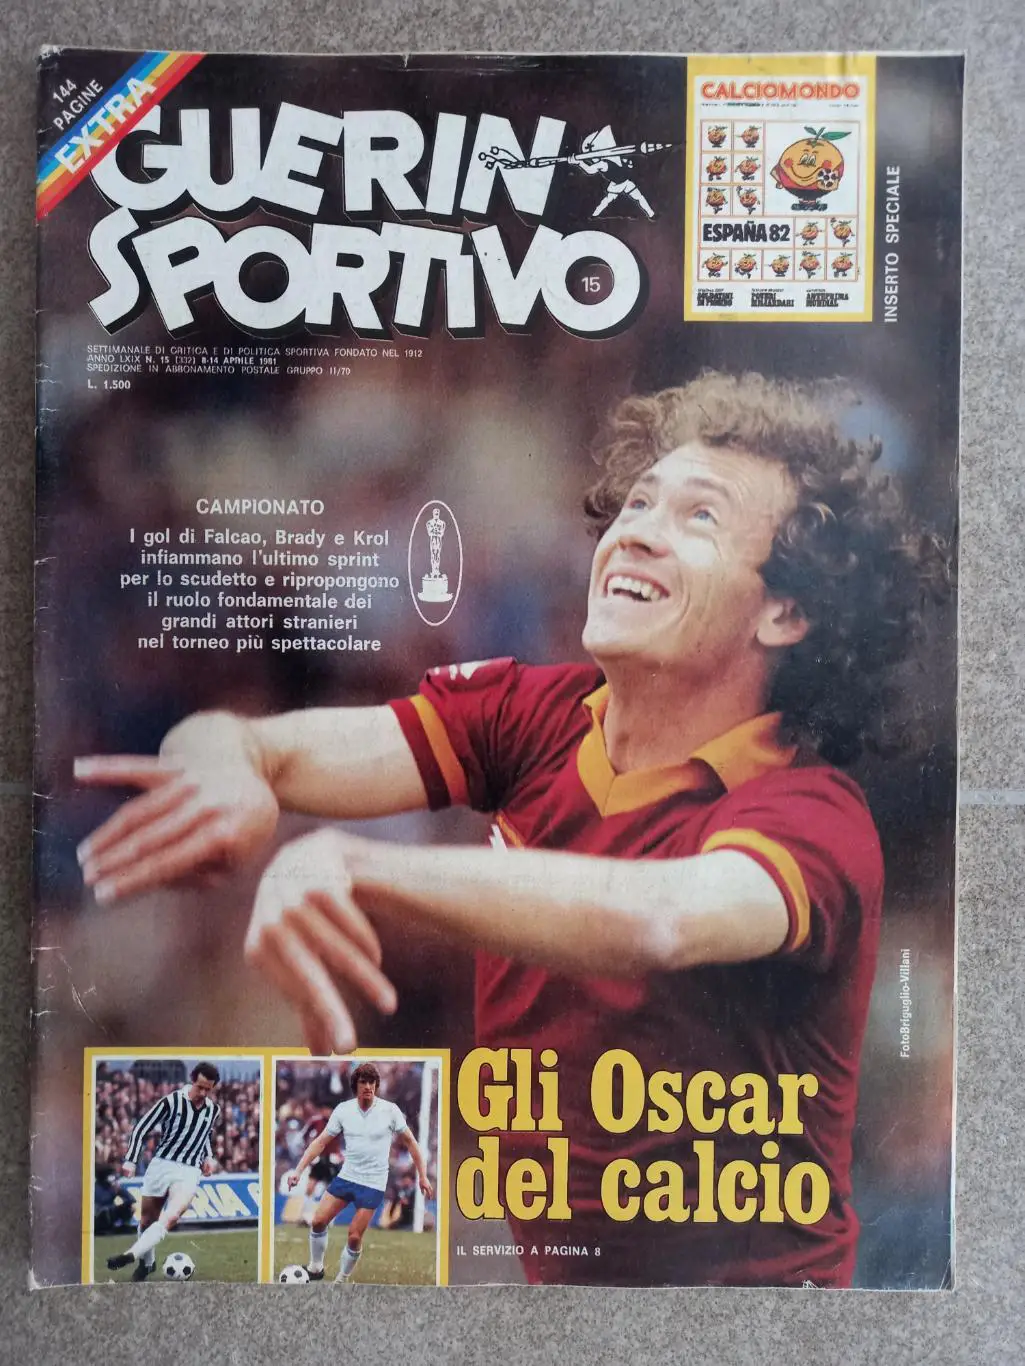 144
PAGINE
EXTRA
GUERIN
SPORTIVO
15
SETTIMANALE DI CRITICA E DI POLITICA SPORTIVA FONDATO NEL 1912
ANNO LXIX N. 15 (332) 8-14 APRILE 1981
SPEDIZIONE IN ABBONAMENTO POSTALE GRUPPO II/70
L. 1.500
CALCIOMONDO
ESPAÑA 82
INSERTO SPECIALE
CAMPIONATO
I gol di Falcao, Brady e Krol
infiammano l'ultimo sprint
per lo scudetto e ripropongono
il ruolo fondamentale dei
grandi attori stranieri
nel torneo più spettacolare
FotoBriguglio-Villani
Gli Oscar
del calcio
IL SERVIZIO A PAGINA 8